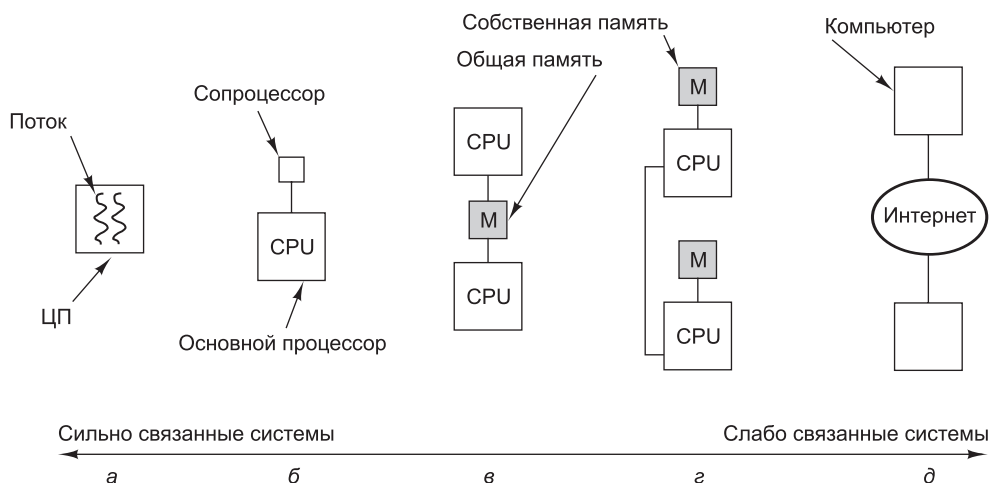 Собственная память
Общая память
Компьютер
Сопроцессор
Поток
M
CPU
CPU
M
CPU
Интернет
M
CPU
CPU
CPU
ЦП
Основной процессор
Сильно связанные системы
Слабо связанные системы
а
б
в
г
д